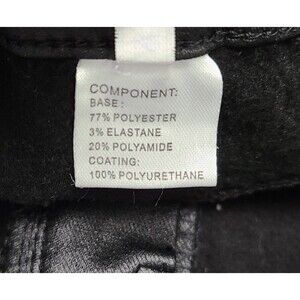 COMPONENT:
BASE:
77% POLYESTER
3% ELASTANE
20% POLYAMIDE
COATING:
100% POLYURETHANE